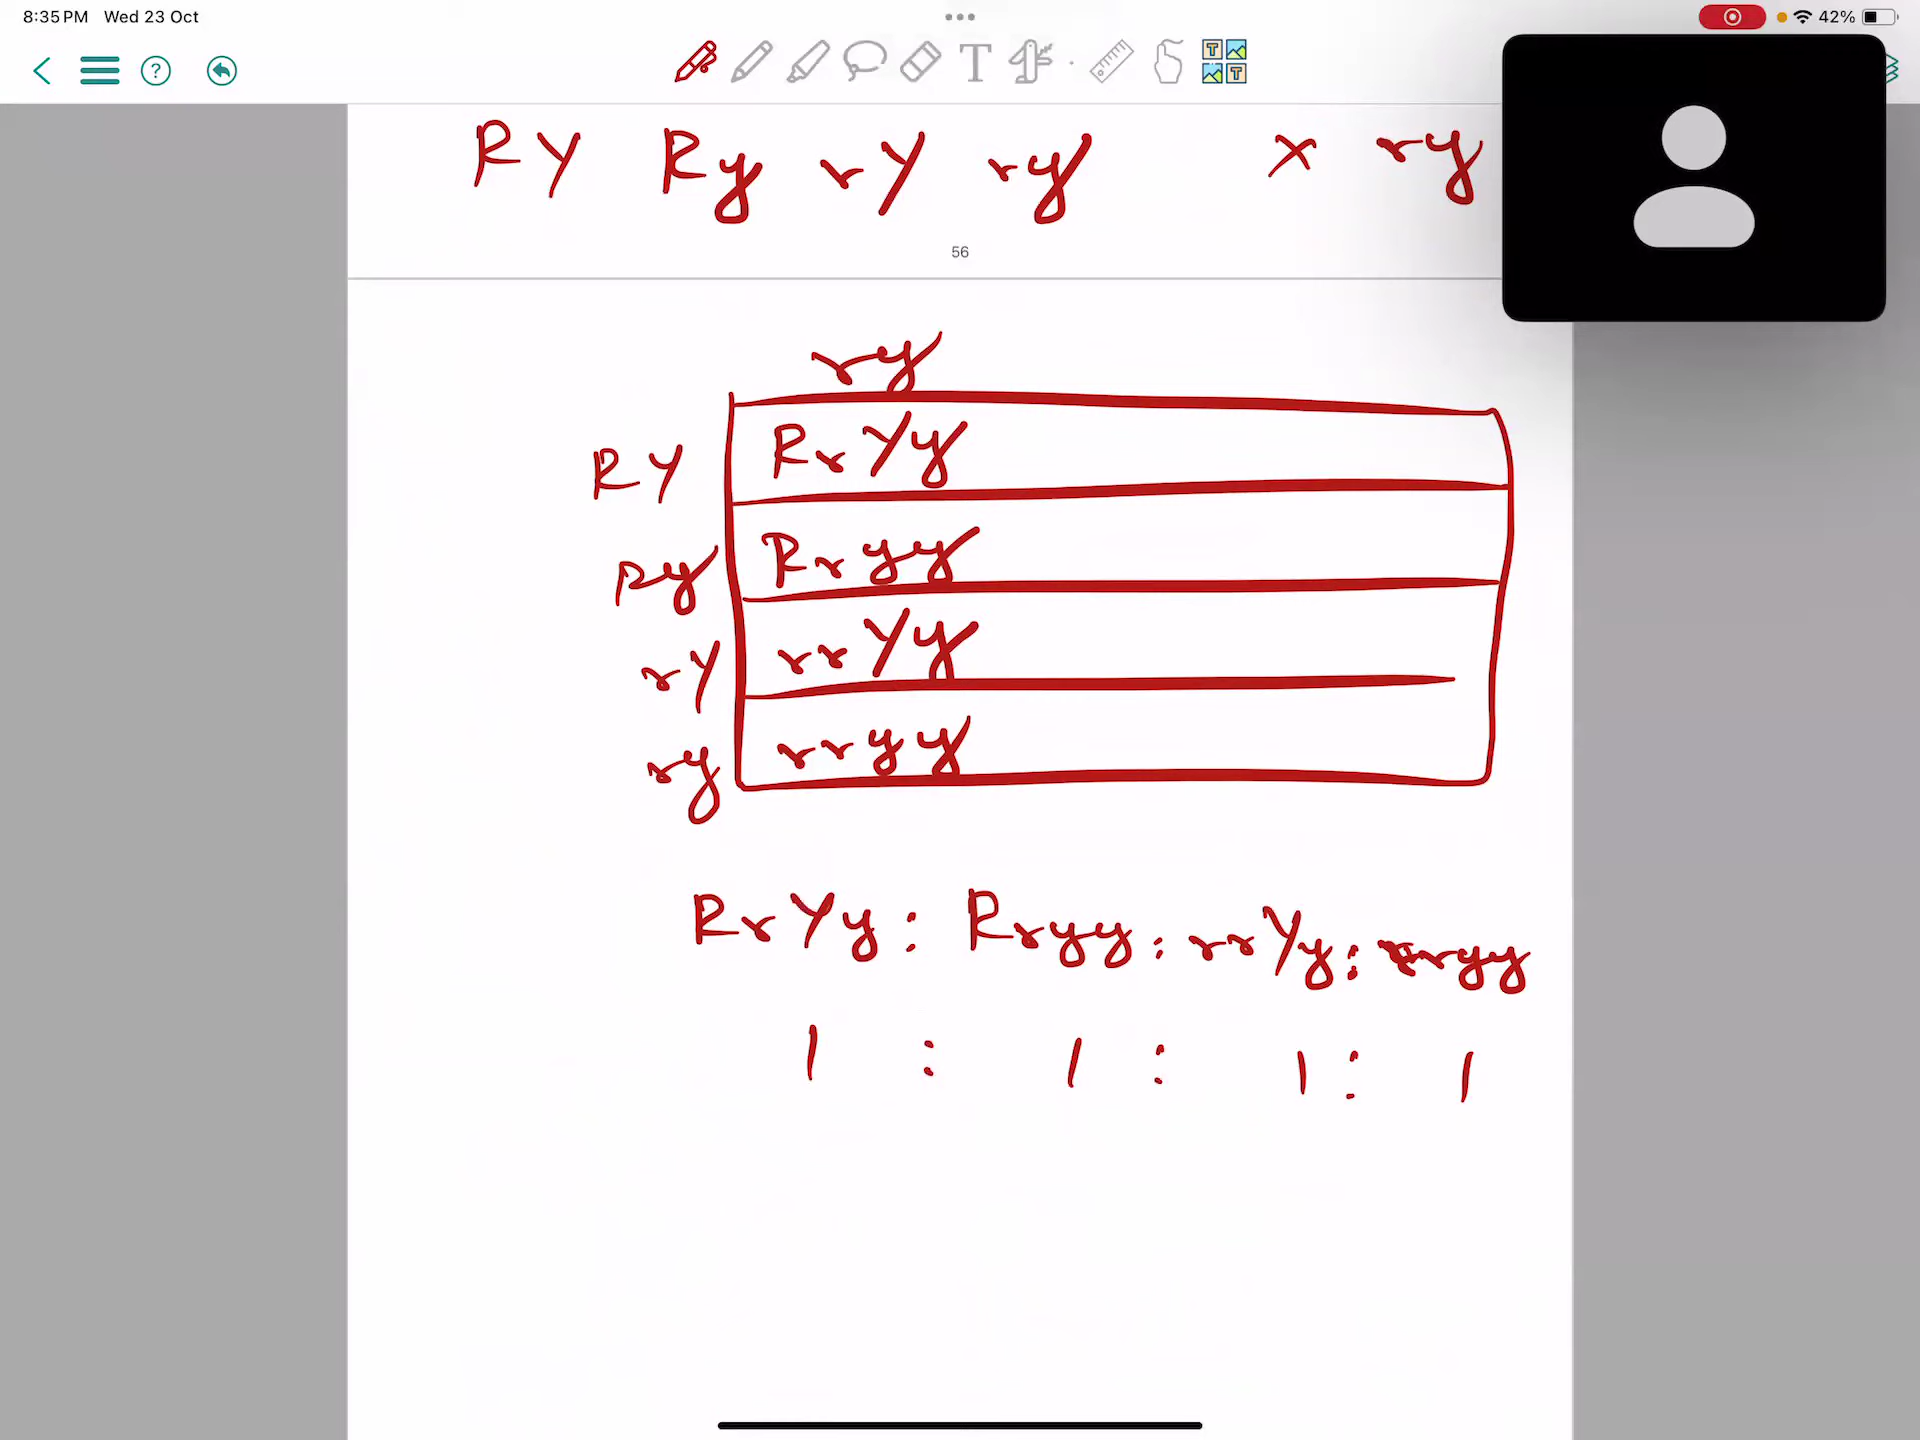 8:35 PM Wed 23 Oct
42%
RY Ry rY ry × ry
56
ry
RY RrYy
Ry Rryy
rY rrYy
ry rryy
RrYy : Rryy : rrYy : rryy
1 : 1 : 1 : 1